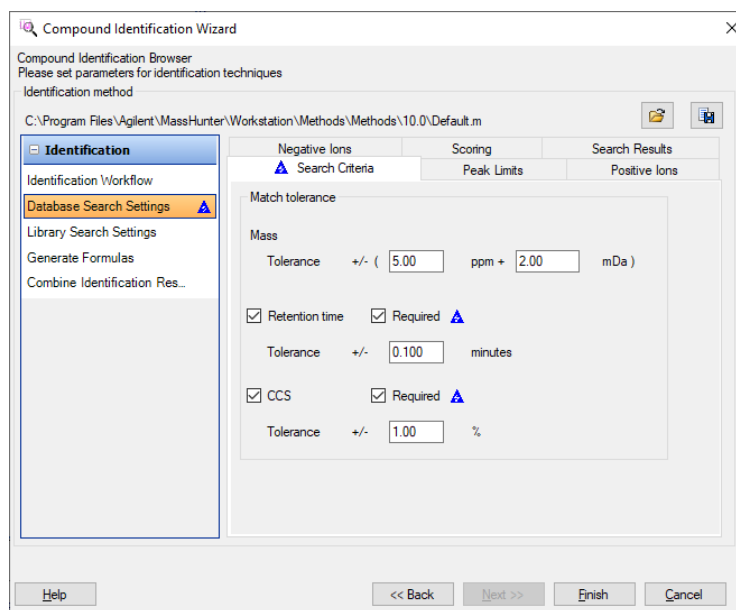 Compound Identification Wizard
Compound Identification Browser
Please set parameters for identification techniques
Identification method
C:\Program Files\Agilent\MassHunter\Workstation\Methods\Methods\10.0\Default.m
Identification
Identification Workflow
Database Search Settings
Library Search Settings
Generate Formulas
Combine Identification Res...
Negative Ions Scoring Search Results
Search Criteria Peak Limits Positive Ions
Match tolerance
Mass
Tolerance +/- ( 5.00 ppm + 2.00 mDa )
Retention time Required
Tolerance +/- 0.100 minutes
CCS Required
Tolerance +/- 1.00 %
Help << Back Next >> Finish Cancel